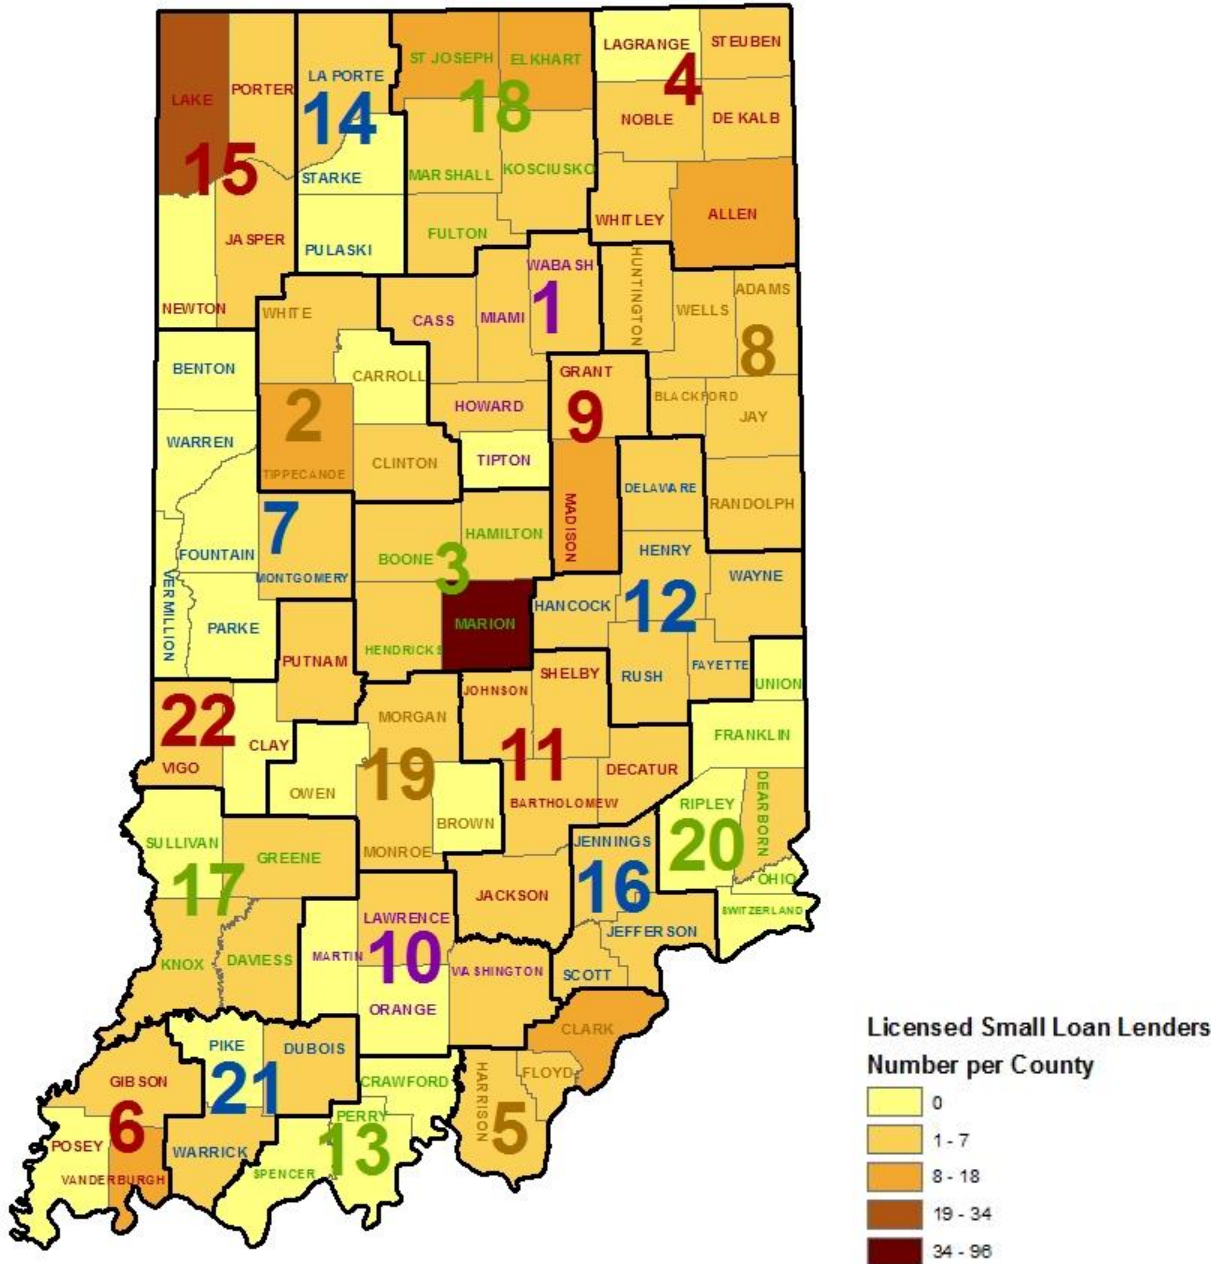 LAGRANGE
STEUBEN
ST JOSEPH
ELKHART
LA PORTE
PORTER
LAKE
4
18
14
NOBLE
DE KALB
15
MARSHALL
KOSCIUSKO
STARKE
WHITLEY
ALLEN
FULTON
JASPER
PULASKI
WABASH
HUNTINGTON
ADAMS
NEWTON
WHITE
CASS
MIAMI
1
WELLS
8
BENTON
CARROLL
GRANT
BLACKFORD
2
HOWARD
9
JAY
WARREN
TIPPECANOE
CLINTON
TIPTON
DELAWARE
RANDOLPH
7
MADISON
HAMILTON
FOUNTAIN
BOONE
3
HENRY
MONTGOMERY
WAYNE
VERMILLION
HANCOCK
12
PARKE
MARION
HENDRICKS
PUTNAM
SHELBY
RUSH
FAYETTE
JOHNSON
UNION
22
MORGAN
CLAY
11
FRANKLIN
VIGO
19
DECATUR
OWEN
BARTHOLOMEW
RIPLEY
DEARBORN
BROWN
SULLIVAN
MONROE
JENNINGS
20
GREENE
17
16
OHIO
JACKSON
LAWRENCE
SWITZERLAND
JEFFERSON
KNOX
DAVIESS
MARTIN
10
WASHINGTON
SCOTT
ORANGE
CLARK
PIKE
DUBOIS
GIBSON
21
CRAWFORD
HARRISON
FLOYD
PERRY
6
5
POSEY
WARRICK
13
VANDERBURGH
SPENCER
Licensed Small Loan Lenders
Number per County
0
1 - 7
8 - 18
19 - 34
34 - 96